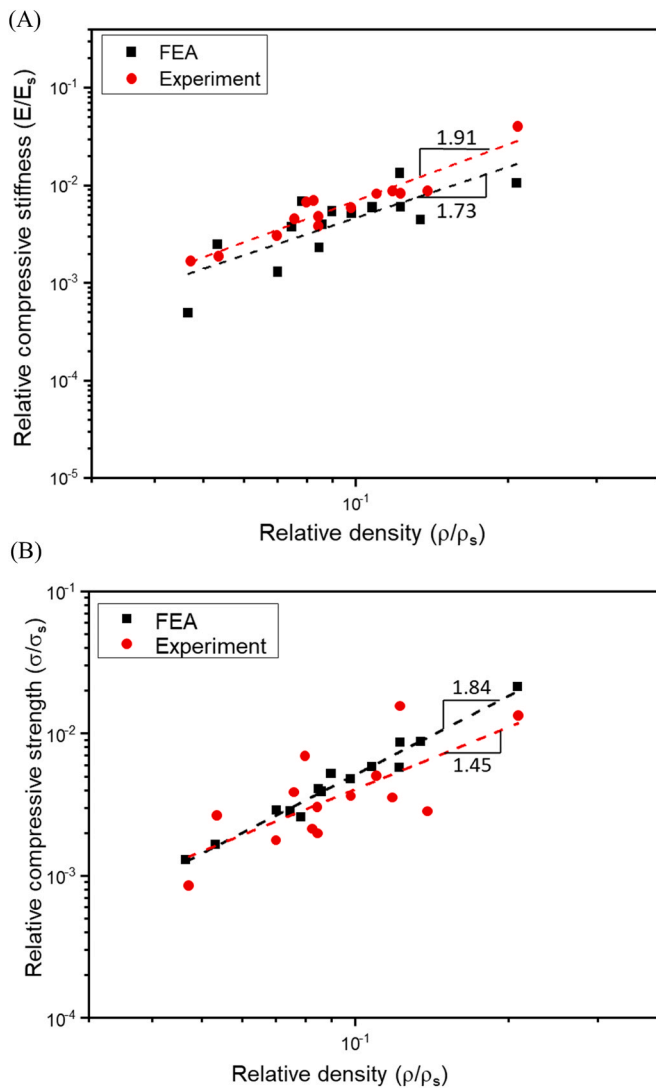 (A)
FEA
Experiment
Relative compressive stiffness (E/Eₛ)
10⁻¹
10⁻²
10⁻³
10⁻⁴
10⁻⁵
1.91
1.73
10⁻¹
Relative density (ρ/ρₛ)
(B)
FEA
Experiment
Relative compressive strength (σ/σₛ)
10⁻¹
10⁻²
10⁻³
10⁻⁴
1.84
1.45
10⁻¹
Relative density (ρ/ρₛ)